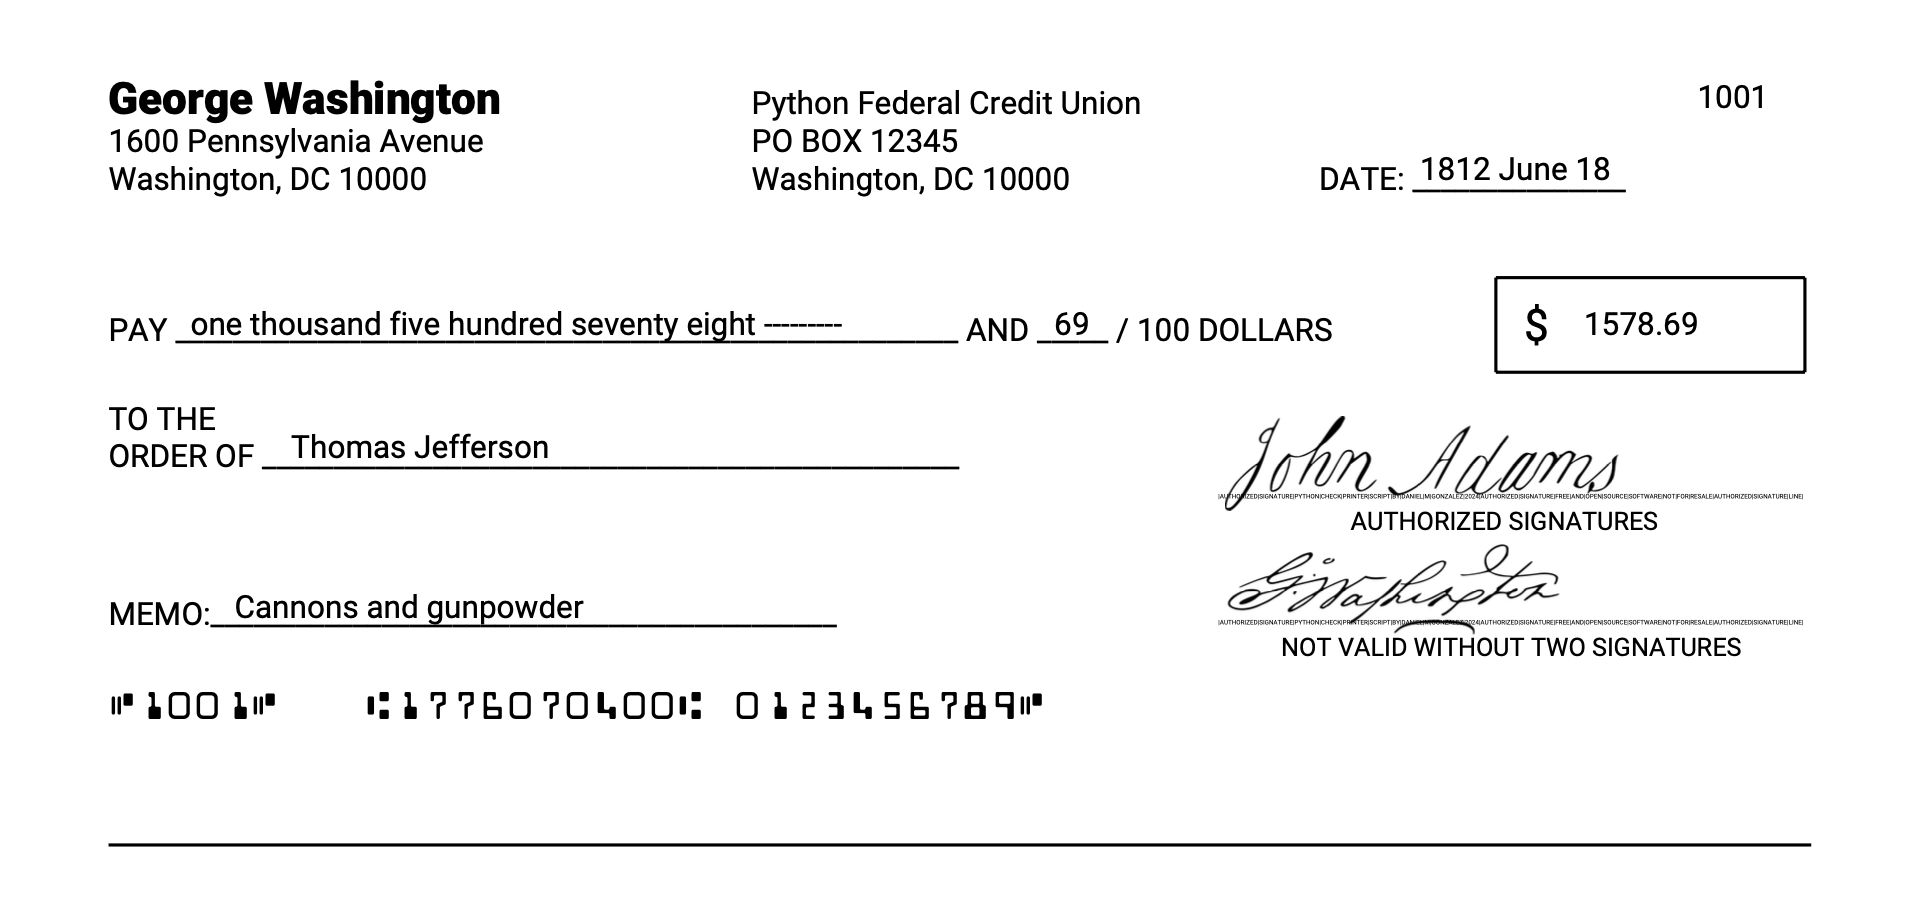 George Washington
1600 Pennsylvania Avenue
Washington, DC 10000
Python Federal Credit Union
PO BOX 12345
Washington, DC 10000
1001
DATE: 1812 June 18
PAY one thousand five hundred seventy eight --------- AND 69 / 100 DOLLARS
$ 1578.69
TO THE
ORDER OF Thomas Jefferson
John Adams
|AUTHORIZED|SIGNATURE|PYTHON|CHECK|PRINTER|SCRIPT|BY|DANIEL|M|GONZALEZ|2024|AUTHORIZED|SIGNATURE|FREE|AND|OPEN|SOURCE|SOFTWARE|NOT|FOR|RESALE|AUTHORIZED|SIGNATURE|LINE|
AUTHORIZED SIGNATURES
G. Washington
|AUTHORIZED|SIGNATURE|PYTHON|CHECK|PRINTER|SCRIPT|BY|DANIEL|M|GONZALEZ|2024|AUTHORIZED|SIGNATURE|FREE|AND|OPEN|SOURCE|SOFTWARE|NOT|FOR|RESALE|AUTHORIZED|SIGNATURE|LINE|
NOT VALID WITHOUT TWO SIGNATURES
MEMO: Cannons and gunpowder
⑈1001⑈ ⑆1776070400⑆ 0123456789⑈